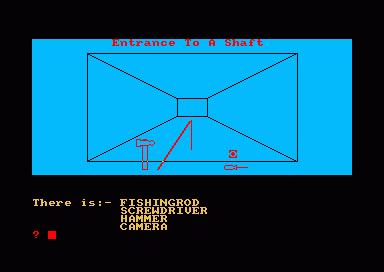 Entrance To A Shaft
There is:- FISHINGROD
SCREWDRIVER
HAMMER
CAMERA
?